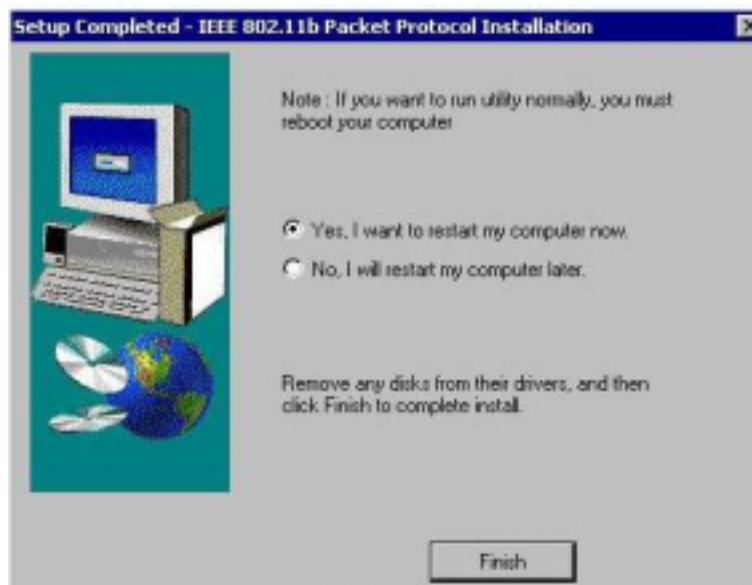 Setup Completed - IEEE 802.11b Packet Protocol Installation
Note : If you want to run utility normally, you must
reboot your computer
Yes, I want to restart my computer now.
No, I will restart my computer later.
Remove any disks from their drivers, and then
click Finish to complete install.
Finish